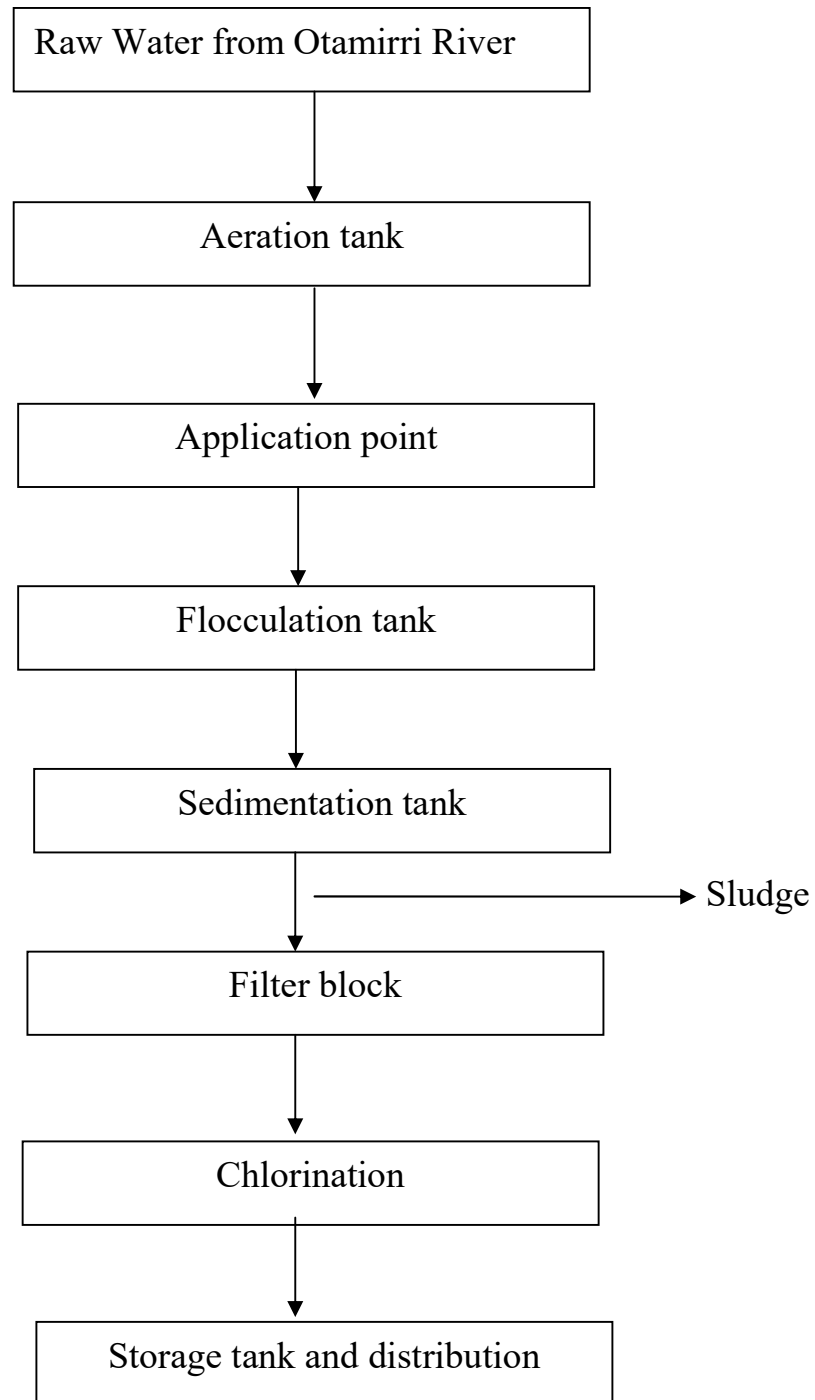 Raw Water from Otamirri River
Aeration tank
Application point
Flocculation tank
Sedimentation tank
Sludge
Filter block
Chlorination
Storage tank and distribution